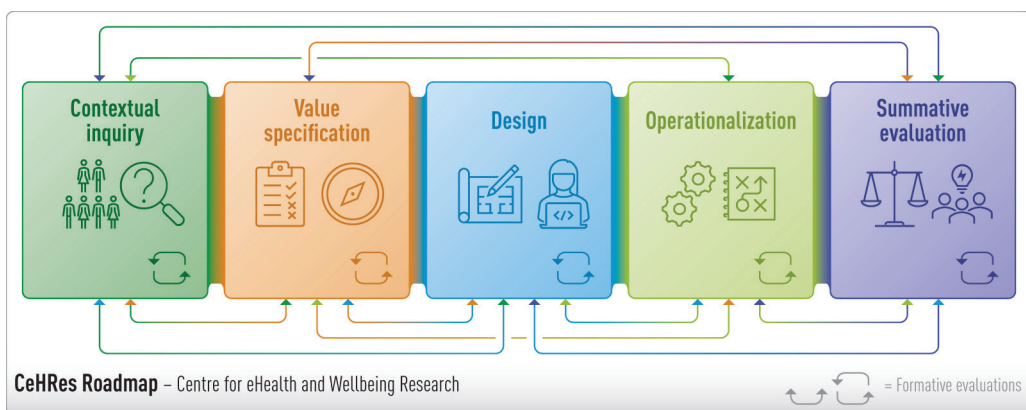 Contextual
inquiry
Value
specification
Design
Operationalization
Summative
evaluation
?
</>
CeHRes Roadmap – Centre for eHealth and Wellbeing Research
= Formative evaluations